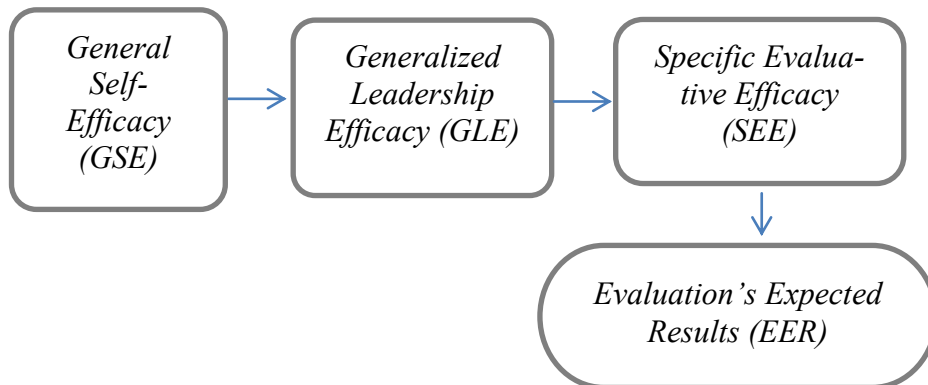 General
Self-
Efficacy
(GSE)
Generalized
Leadership
Efficacy (GLE)
Specific Evalua-
tive Efficacy
(SEE)
Evaluation’s Expected
Results (EER)